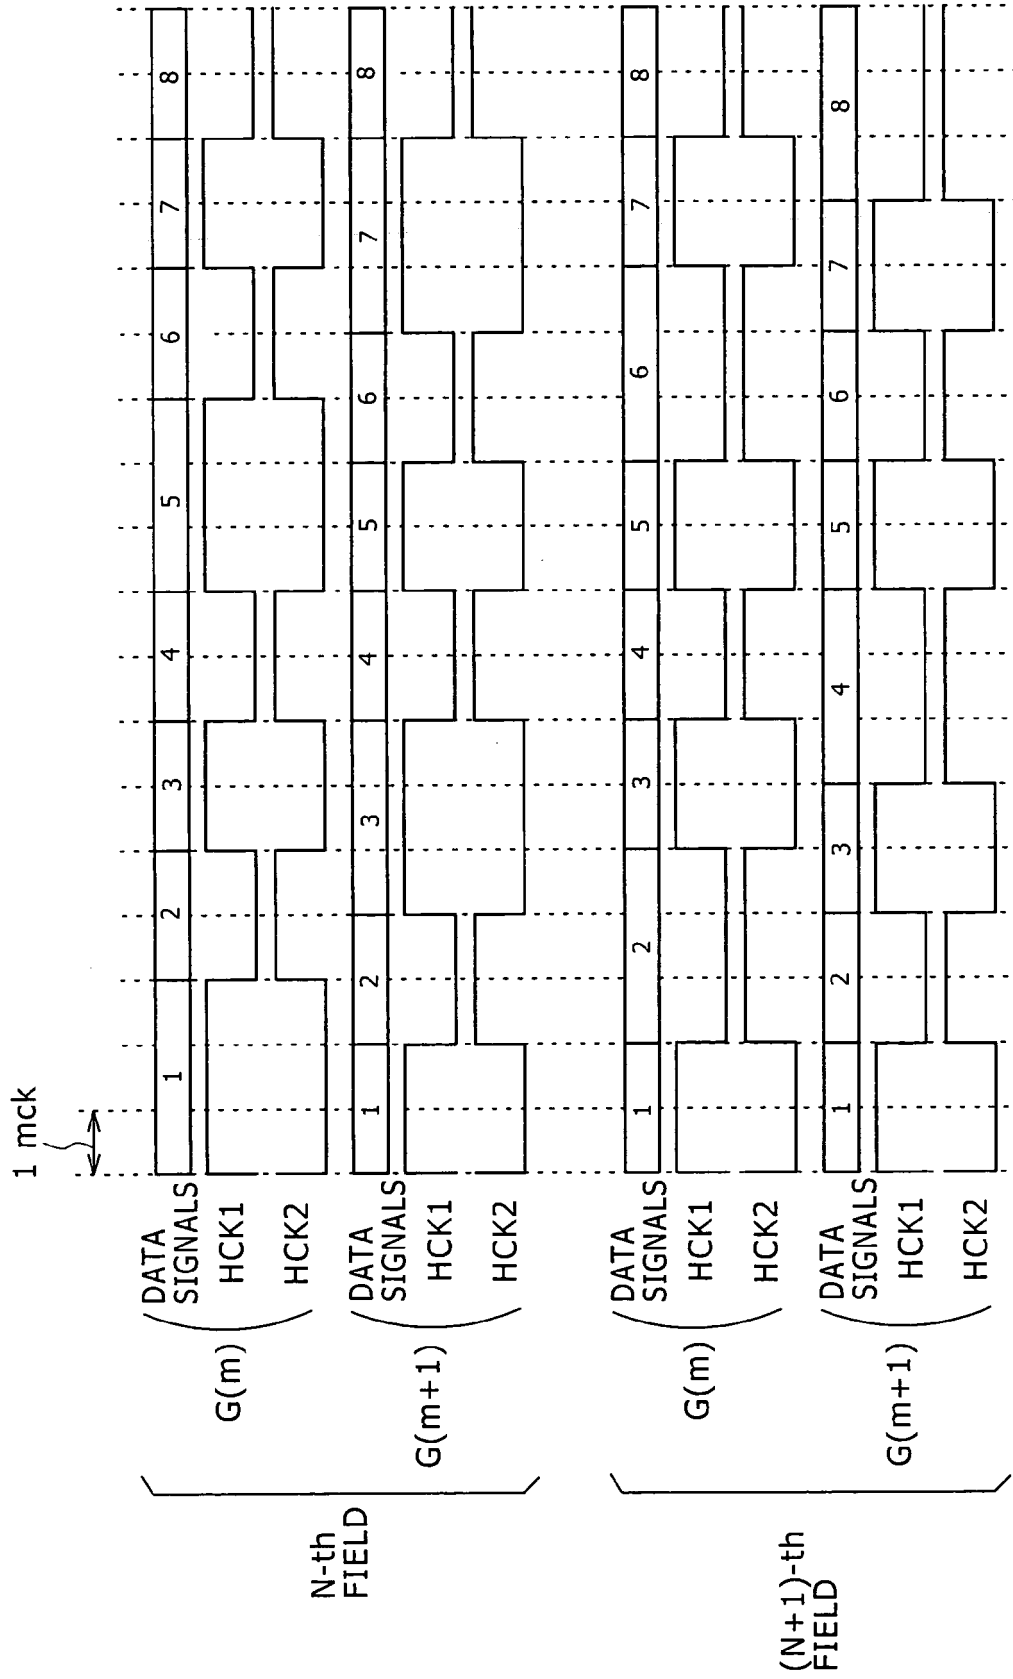 1 mck
N-th
FIELD
G(m)
DATA
SIGNALS
1 2 3 4 5 6 7 8
HCK1
HCK2
G(m+1)
DATA
SIGNALS
1 2 3 4 5 6 7 8
HCK1
HCK2
(N+1)-th
FIELD
G(m)
DATA
SIGNALS
1 2 3 4 5 6 7 8
HCK1
HCK2
G(m+1)
DATA
SIGNALS
1 2 3 4 5 6 7 8
HCK1
HCK2